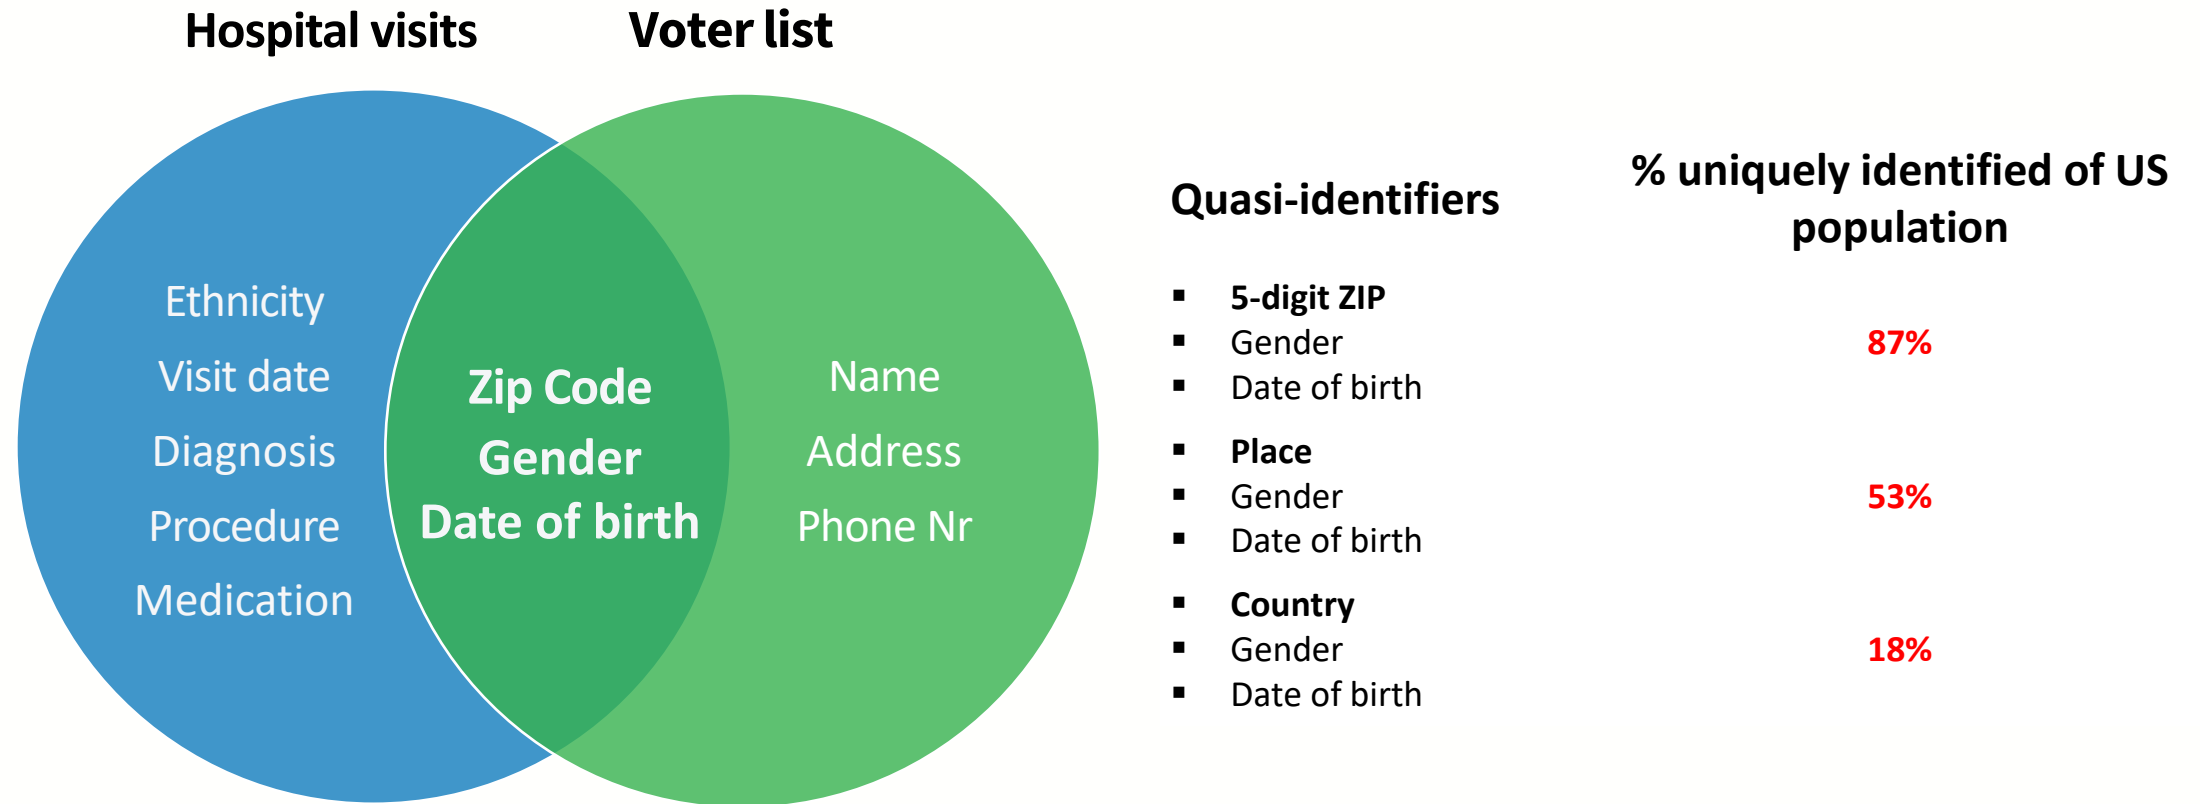 Hospital visits
Voter list
Ethnicity
Visit date
Diagnosis
Procedure
Medication
Zip Code
Gender
Date of birth
Name
Address
Phone Nr
Quasi-identifiers
% uniquely identified of US
population
▪ 5-digit ZIP
▪ Gender
▪ Date of birth
87%
▪ Place
▪ Gender
▪ Date of birth
53%
▪ Country
▪ Gender
▪ Date of birth
18%